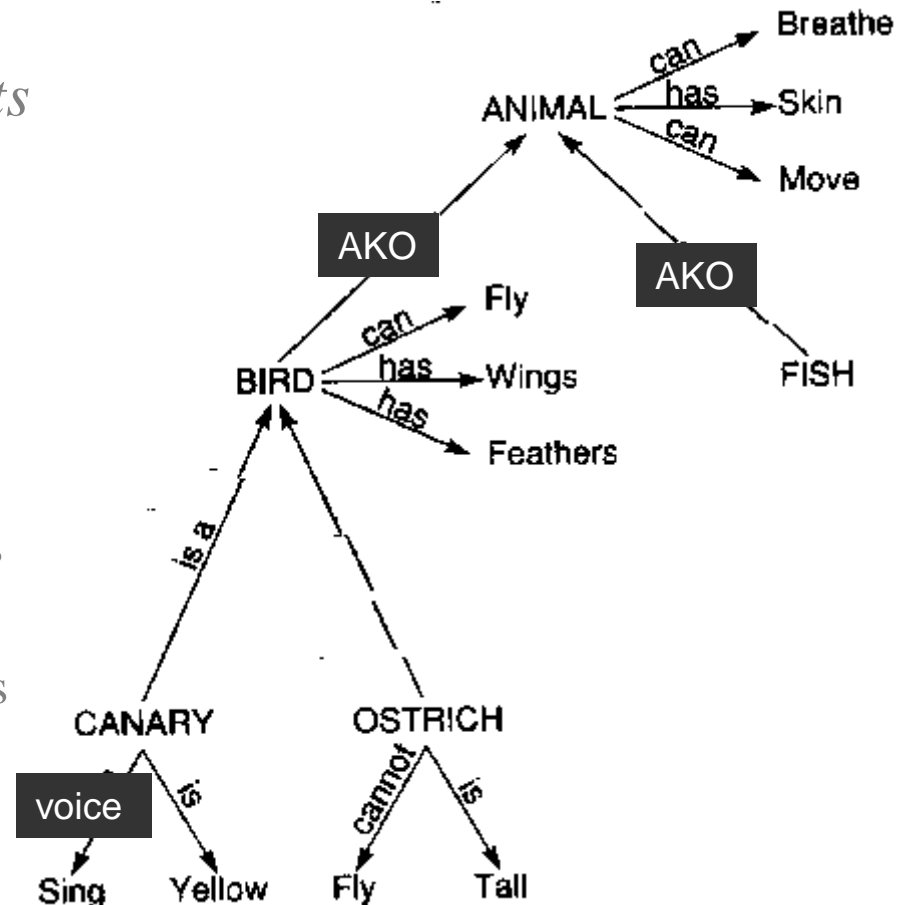 Breathe
ts
can
ANIMAL
has
Skin
can
Move
AKO
AKO
Fly
can
BIRD
has
Wings
FISH
has
Feathers
is a
s
CANARY
OSTRICH
voice
is
cannot
is
Sing
Yellow
Fly
Tall